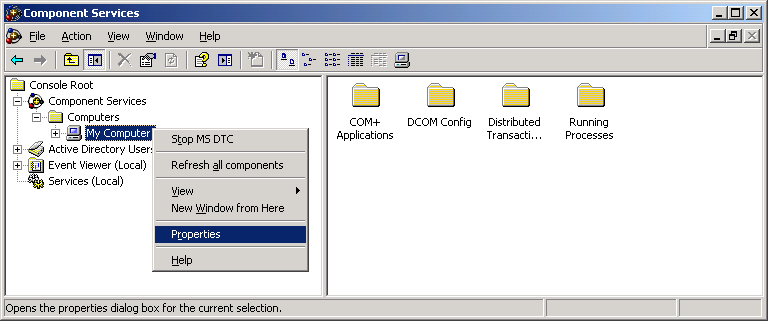 Component Services
File Action View Window Help
Console Root
Component Services
Computers
My Computer
Active Directory Users
Event Viewer (Local)
Services (Local)
Stop MS DTC
Refresh all components
View
New Window from Here
Properties
Help
COM+ Applications
DCOM Config
Distributed Transacti...
Running Processes
Opens the properties dialog box for the current selection.